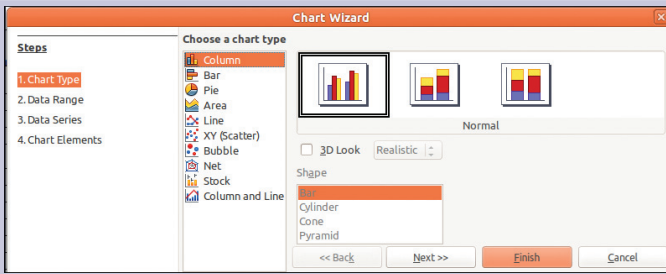 Chart Wizard
Steps
1. Chart Type
2. Data Range
3. Data Series
4. Chart Elements
Choose a chart type
Column
Bar
Pie
Area
Line
XY (Scatter)
Bubble
Net
Stock
Column and Line
Normal
3D Look Realistic
Shape
Bar
Cylinder
Cone
Pyramid
<< Back Next >> Finish Cancel